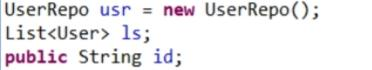 UserRepo usr = new UserRepo();
List<User> ls;
public String id;